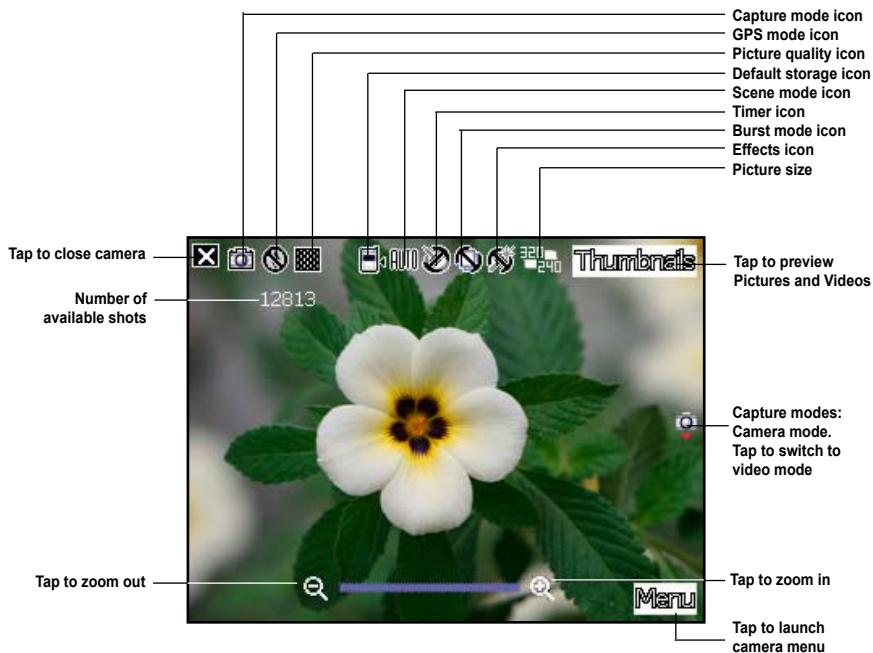 Capture mode icon
GPS mode icon
Picture quality icon
Default storage icon
Scene mode icon
Timer icon
Burst mode icon
Effects icon
Picture size
Tap to close camera
AUTO
320
240
Thumbnails
Tap to preview
Pictures and Videos
Number of
available shots
12813
Capture modes:
Camera mode.
Tap to switch to
video mode
Tap to zoom out
Tap to zoom in
Menu
Tap to launch
camera menu